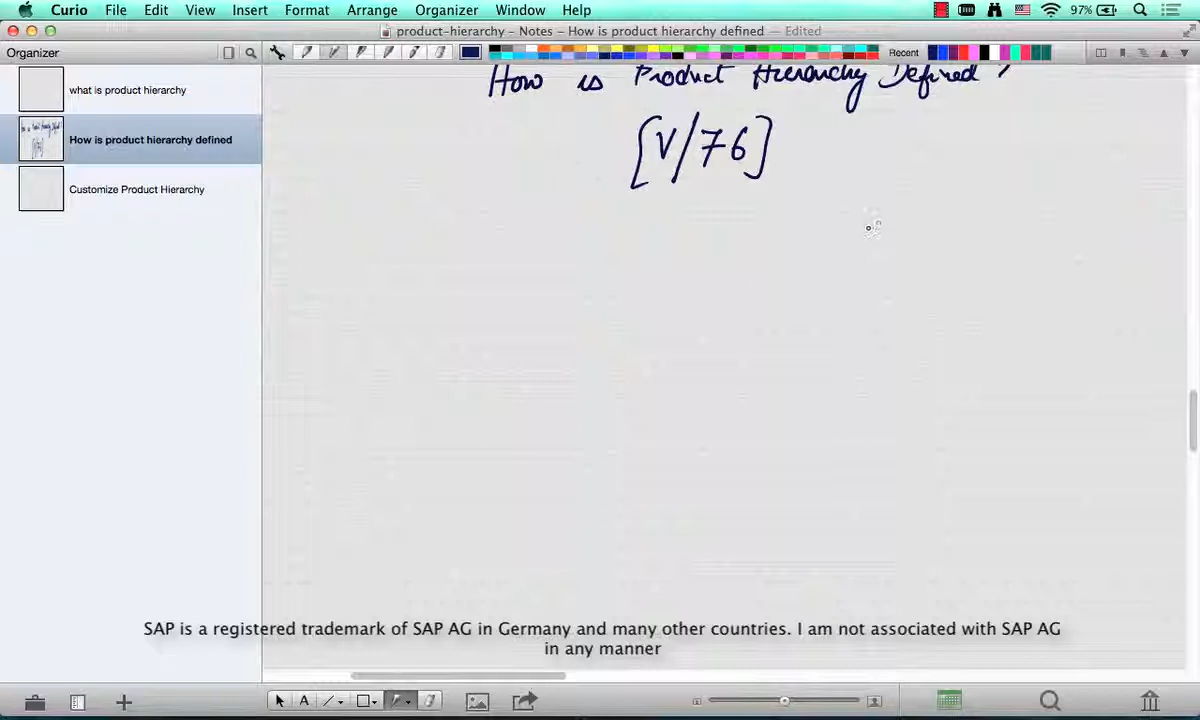 Curio File Edit View Insert Format Arrange Organizer Window Help 97%
product-hierarchy – Notes – How is product hierarchy defined — Edited
Organizer Recent
How is Product Hierarchy Defined ?
what is product hierarchy
[V/76]
How is product hierarchy defined
Customize Product Hierarchy
SAP is a registered trademark of SAP AG in Germany and many other countries. I am not associated with SAP AG
in any manner
A